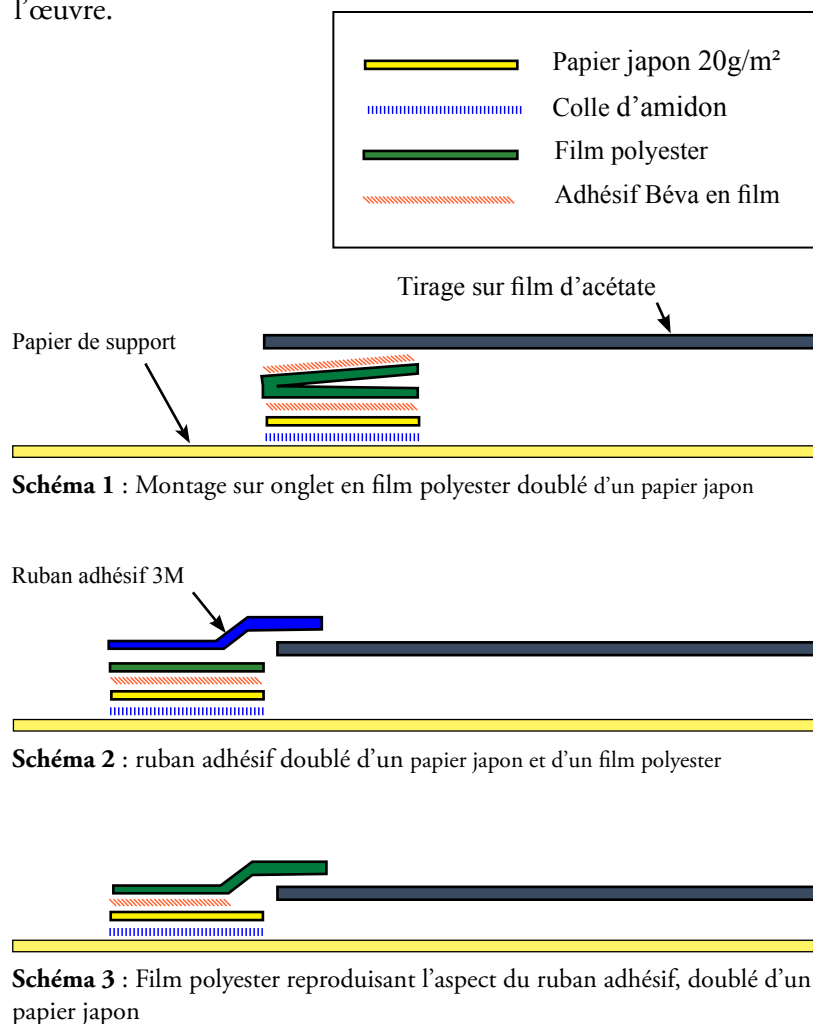 l'œuvre.
Papier japon 20g/m²
Colle d'amidon
Film polyester
Adhésif Béva en film
Tirage sur film d'acétate
Papier de support
Schéma 1 : Montage sur onglet en film polyester doublé d'un papier japon
Ruban adhésif 3M
Schéma 2 : ruban adhésif doublé d'un papier japon et d'un film polyester
Schéma 3 : Film polyester reproduisant l'aspect du ruban adhésif, doublé d'un
papier japon